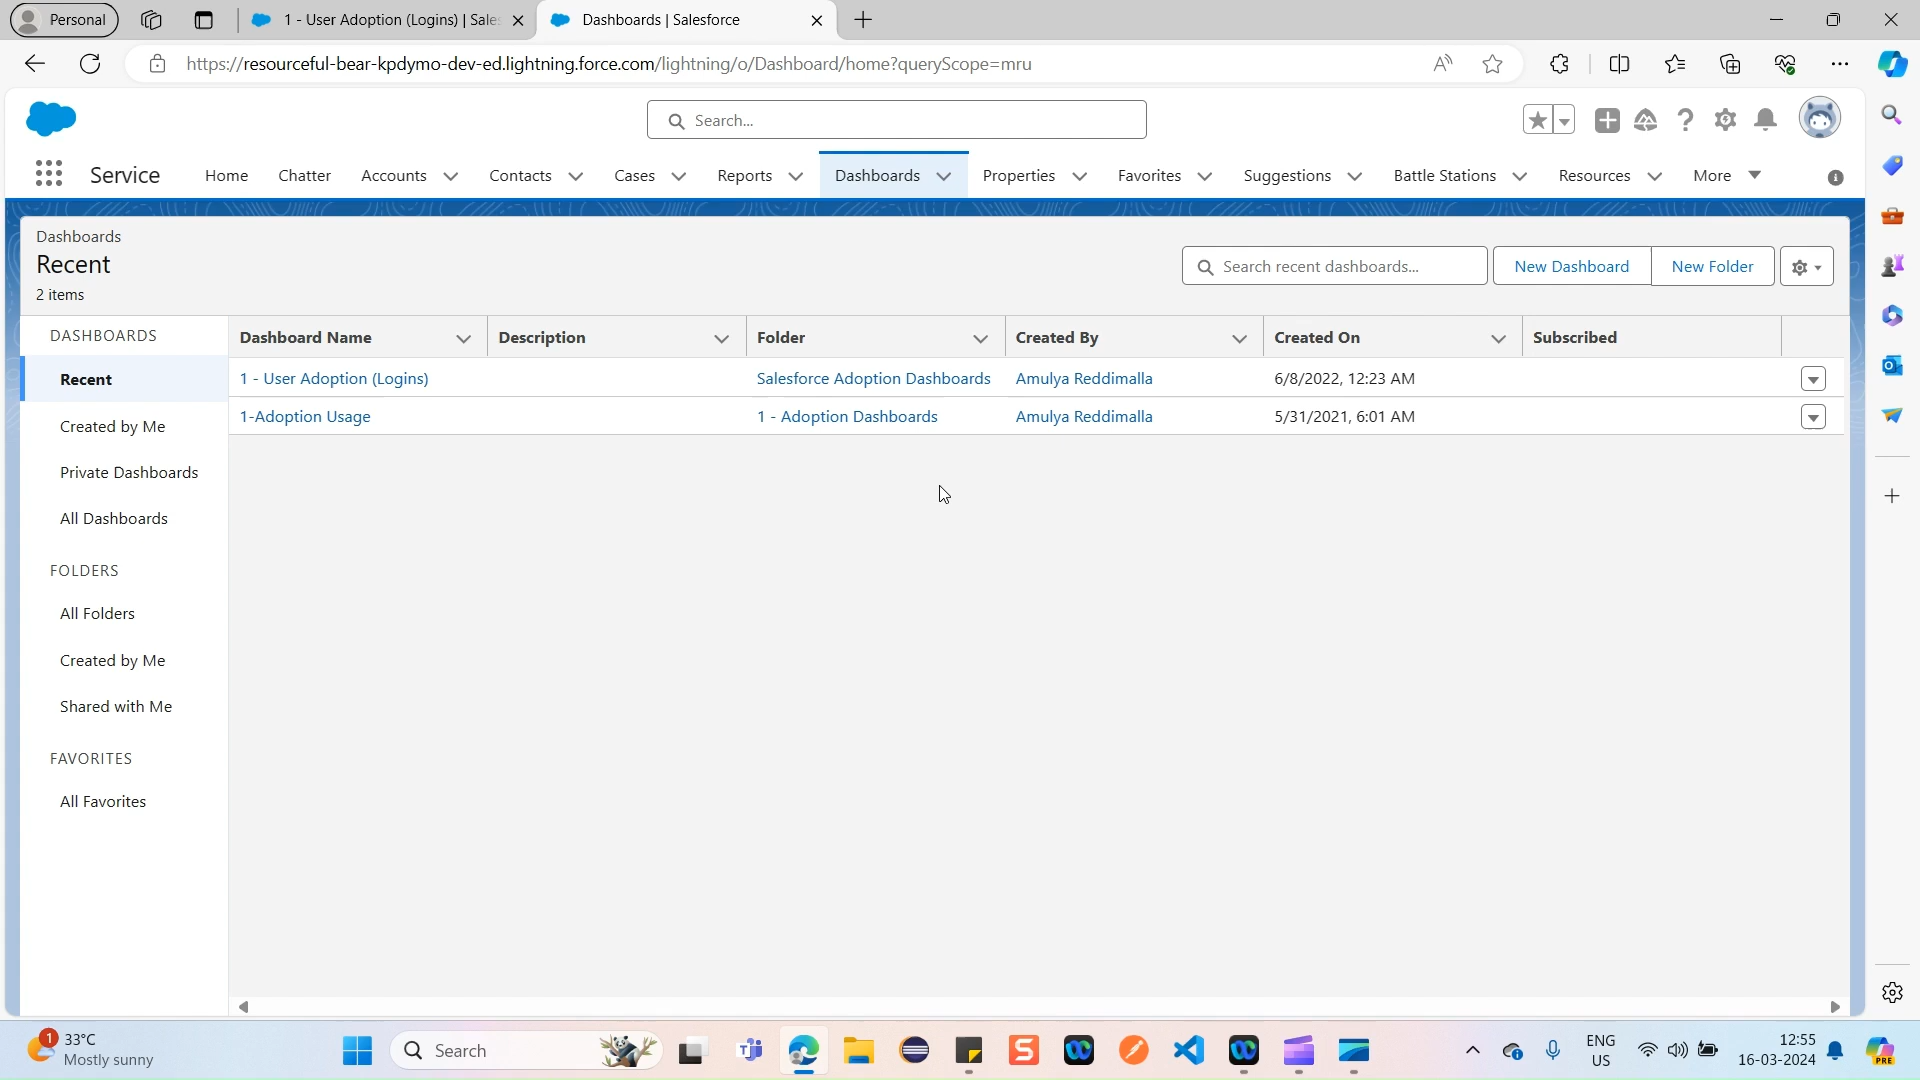 Personal
1 - User Adoption (Logins) | Sale
Dashboards | Salesforce
https://resourceful-bear-kpdymo-dev-ed.lightning.force.com/lightning/o/Dashboard/home?queryScope=mru
Search...
Service Home Chatter Accounts Contacts Cases Reports Dashboards Properties Favorites Suggestions Battle Stations Resources More
Dashboards
Recent
2 items
Search recent dashboards...
New Dashboard
New Folder
DASHBOARDS
Recent
Created by Me
Private Dashboards
All Dashboards
FOLDERS
All Folders
Created by Me
Shared with Me
FAVORITES
All Favorites
Dashboard Name Description Folder Created By Created On Subscribed
1 - User Adoption (Logins) Salesforce Adoption Dashboards Amulya Reddimalla 6/8/2022, 12:23 AM
1-Adoption Usage 1 - Adoption Dashboards Amulya Reddimalla 5/31/2021, 6:01 AM
1
33°C
Mostly sunny
Search
ENG
US
12:55
16-03-2024
PRE